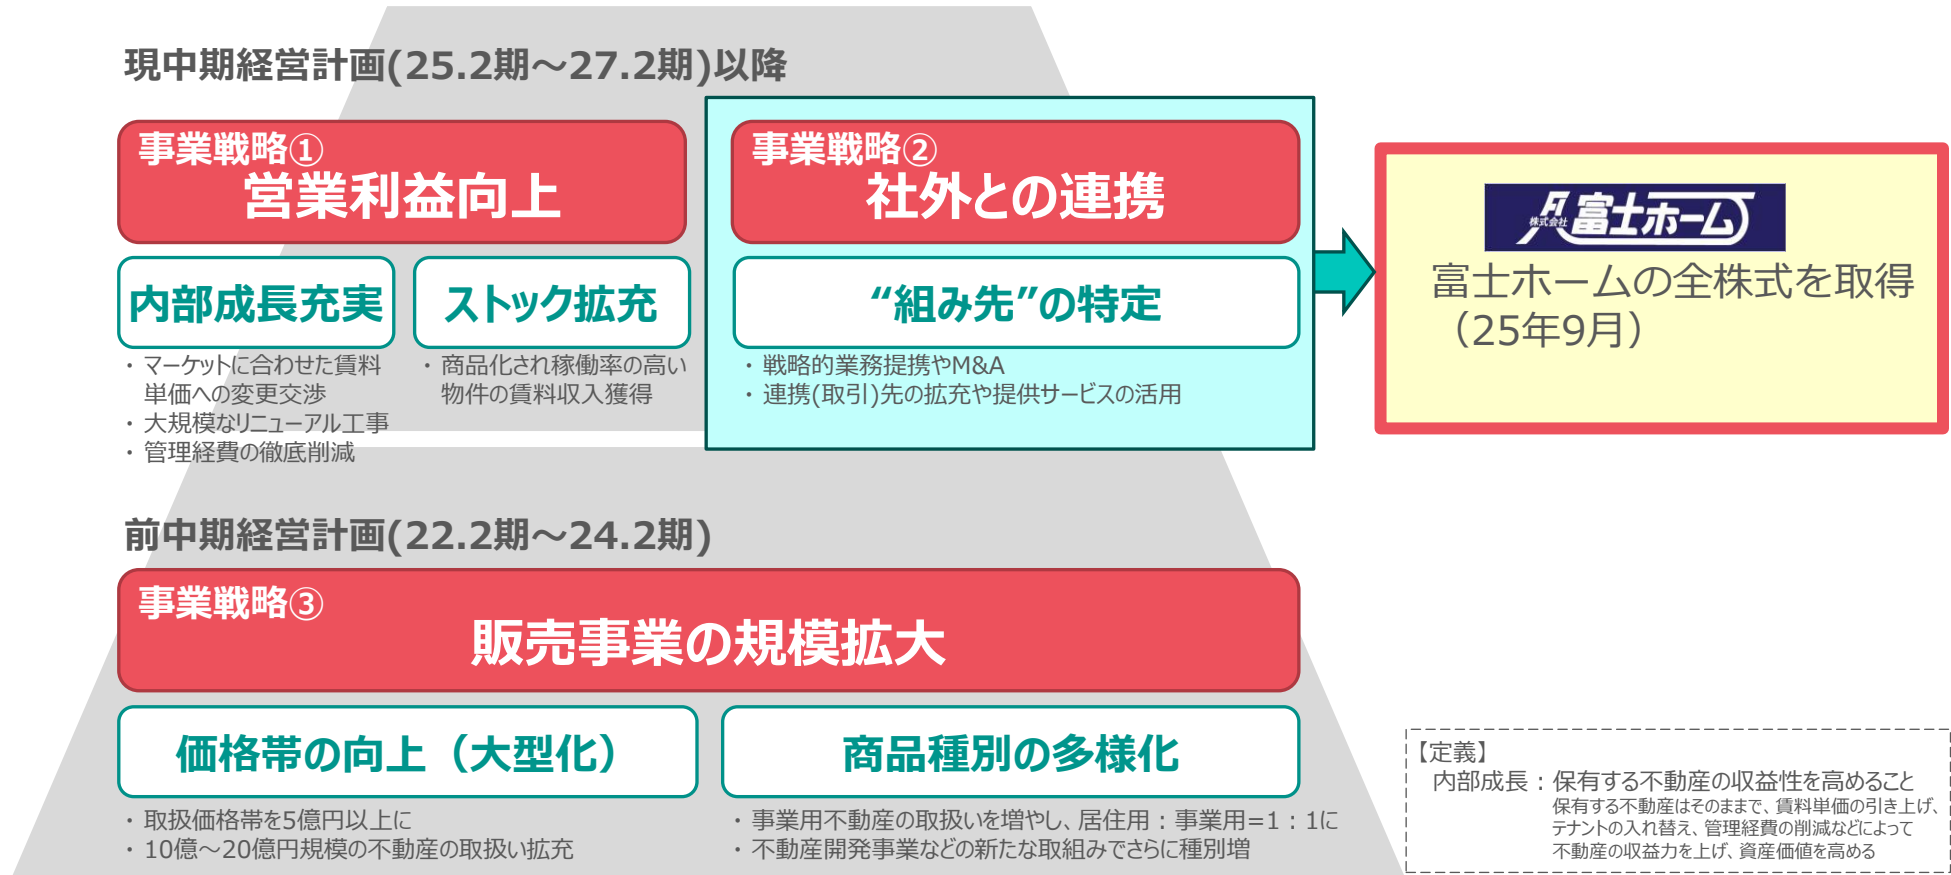 現中期経営計画(25.2期～27.2期)以降
事業戦略①
営業利益向上
内部成長充実
・マーケットに合わせた賃料
単価への変更交渉
・大規模なリニューアル工事
・管理経費の徹底削減
ストック拡充
・商品化され稼働率の高い
物件の賃料収入獲得
事業戦略②
社外との連携
“組み先”の特定
・戦略的業務提携やM&A
・連携(取引)先の拡充や提供サービスの活用
株式会社 富士ホーム
富士ホームの全株式を取得
（25年9月）
前中期経営計画(22.2期～24.2期)
事業戦略③
販売事業の規模拡大
価格帯の向上（大型化）
・取扱価格帯を5億円以上に
・10億～20億円規模の不動産の取扱い拡充
商品種別の多様化
・事業用不動産の取扱いを増やし、居住用：事業用=1：1に
・不動産開発事業などの新たな取組みでさらに種別増
【定義】
内部成長：保有する不動産の収益性を高めること
保有する不動産はそのままで、賃料単価の引き上げ、
テナントの入れ替え、管理経費の削減などによって
不動産の収益力を上げ、資産価値を高める